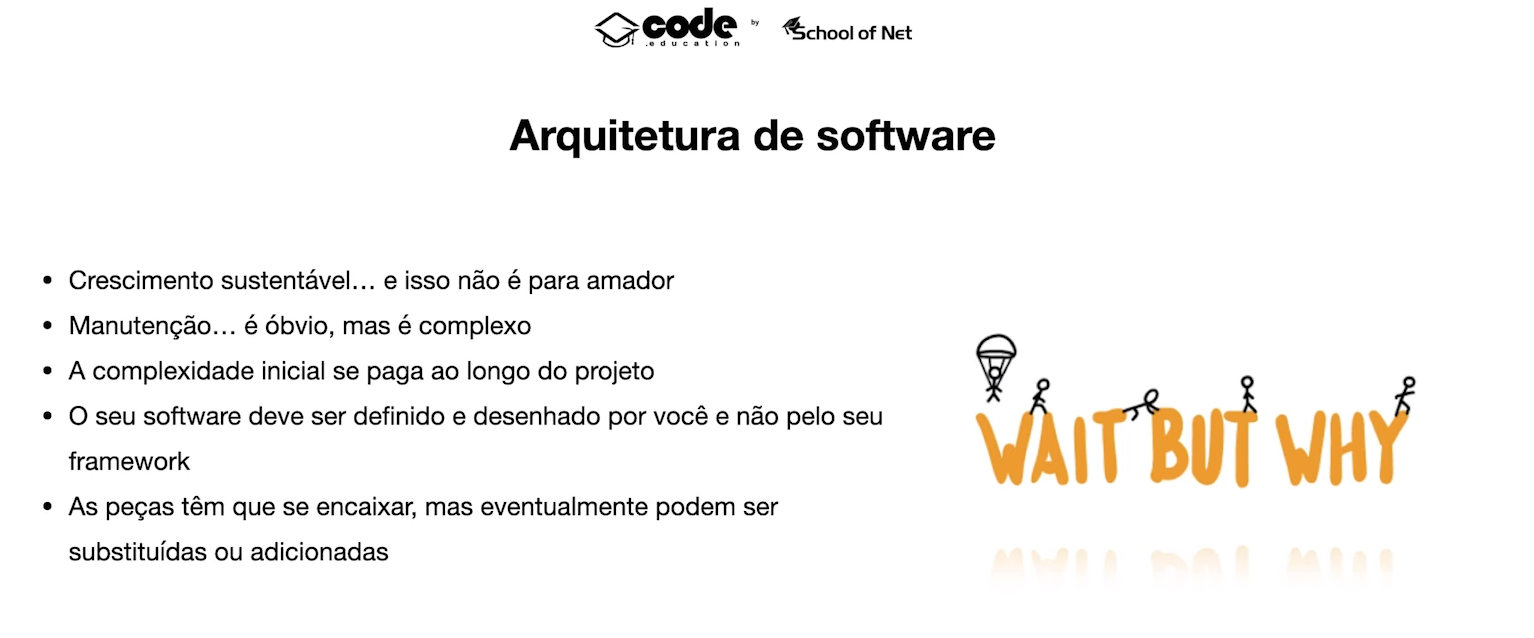 code by School of Net
.education
Arquitetura de software
• Crescimento sustentável… e isso não é para amador
• Manutenção… é óbvio, mas é complexo
• A complexidade inicial se paga ao longo do projeto
• O seu software deve ser definido e desenhado por você e não pelo seu
framework
• As peças têm que se encaixar, mas eventualmente podem ser
substituídas ou adicionadas
WAIT BUT WHY